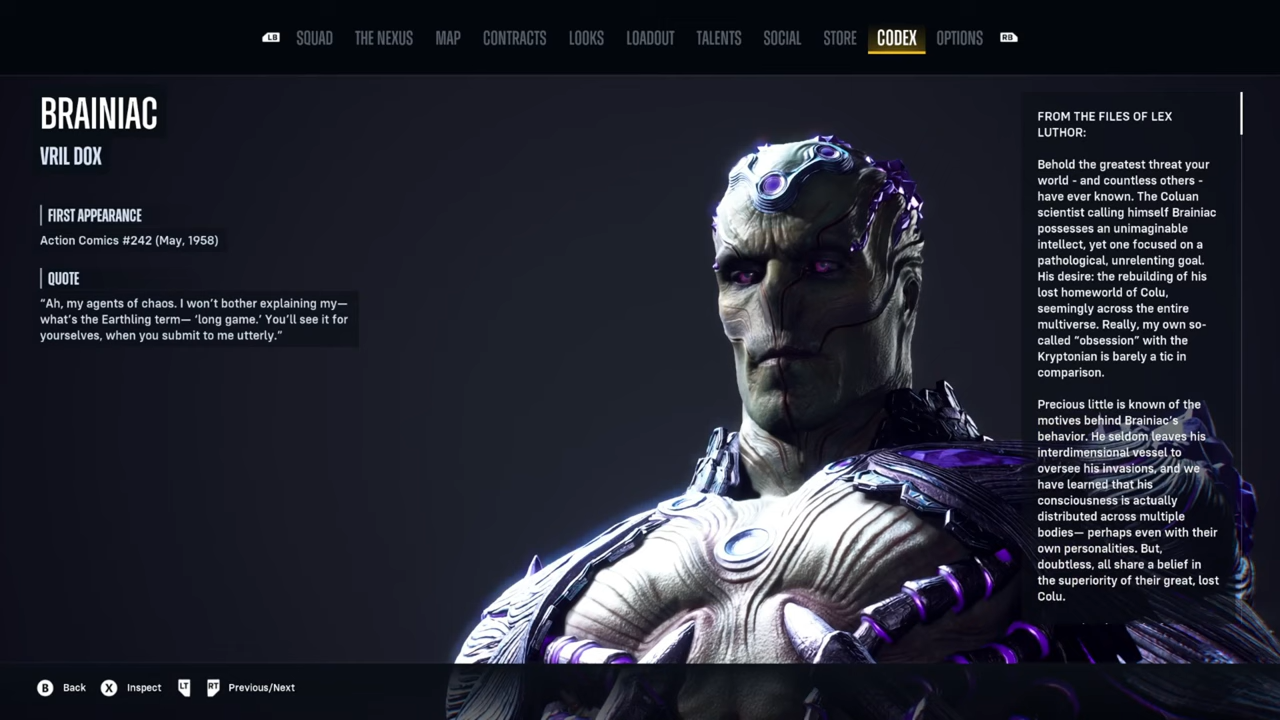 LB SQUAD THE NEXUS MAP CONTRACTS LOOKS LOADOUT TALENTS SOCIAL STORE CODEX OPTIONS RB
BRAINIAC
VRIL DOX
FIRST APPEARANCE
Action Comics #242 (May, 1958)
QUOTE
“Ah, my agents of chaos. I won’t bother explaining my—
what’s the Earthling term— ‘long game.’ You’ll see it for
yourselves, when you submit to me utterly.”
FROM THE FILES OF LEX
LUTHOR:
Behold the greatest threat your
world - and countless others -
have ever known. The Coluan
scientist calling himself Brainiac
possesses an unimaginable
intellect, yet one focused on a
pathological, unrelenting goal.
His desire: the rebuilding of his
lost homeworld of Colu,
seemingly across the entire
multiverse. Really, my own so-
called “obsession” with the
Kryptonian is barely a tic in
comparison.
Precious little is known of the
motives behind Brainiac’s
behavior. He seldom leaves his
interdimensional vessel to
oversee his invasions, and we
have learned that his
consciousness is actually
distributed across multiple
bodies— perhaps even with their
own personalities. But,
doubtless, all share a belief in
the superiority of their great, lost
Colu.
B Back X Inspect LT RT Previous/Next